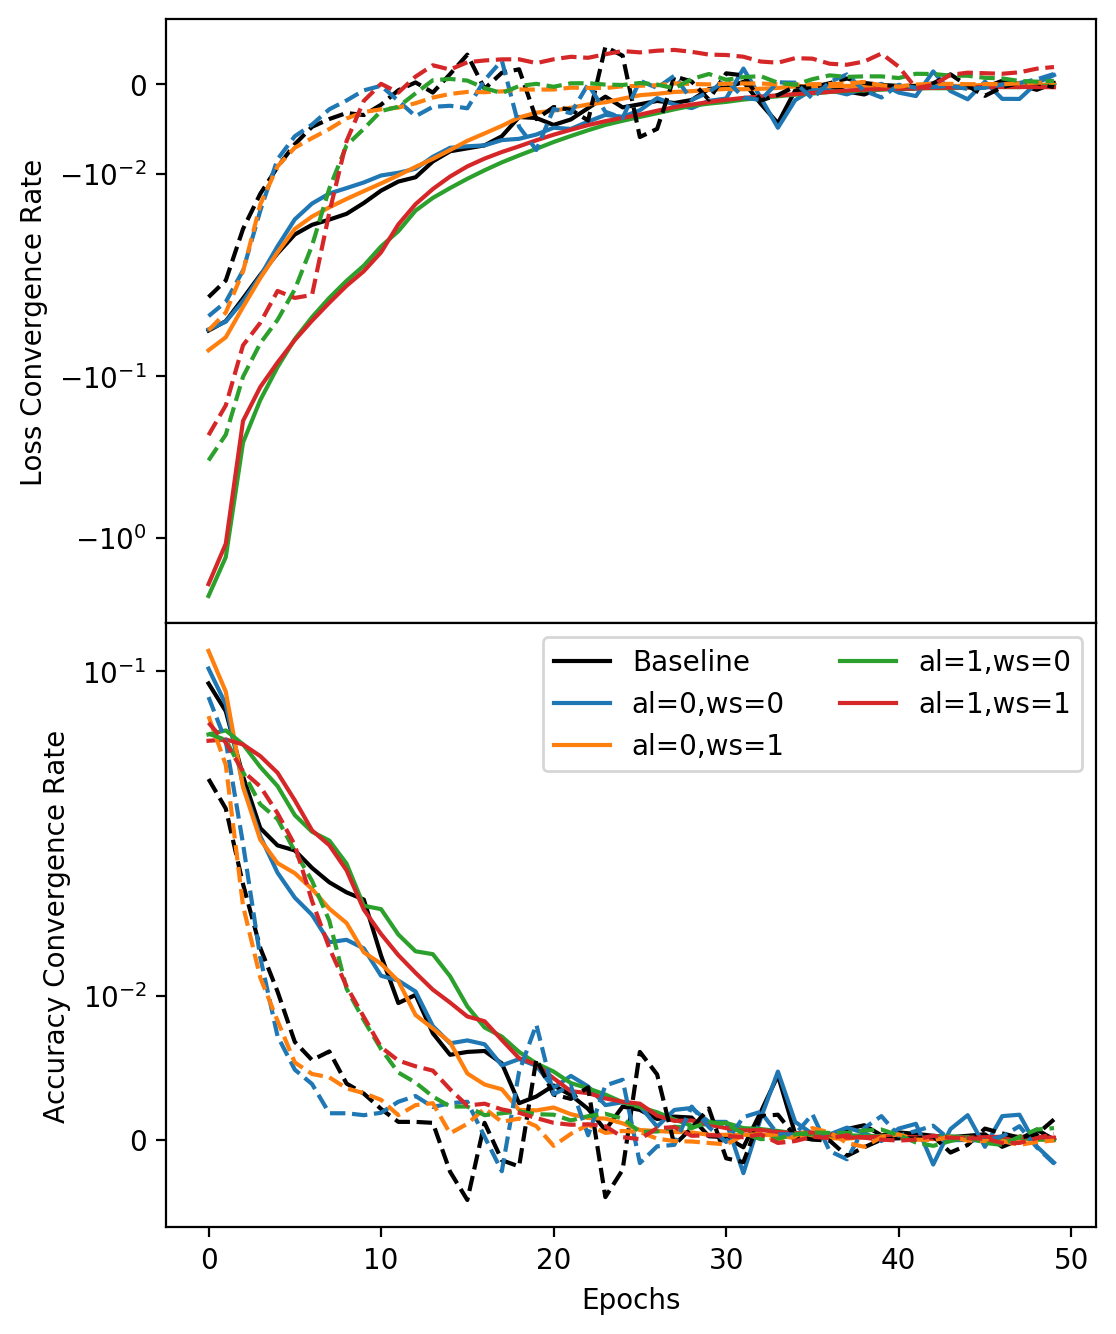 Loss Convergence Rate
0
−10⁻²
−10⁻¹
−10⁰
Accuracy Convergence Rate
10⁻¹
10⁻²
0
Baseline
al=0,ws=0
al=0,ws=1
al=1,ws=0
al=1,ws=1
0 10 20 30 40 50
Epochs